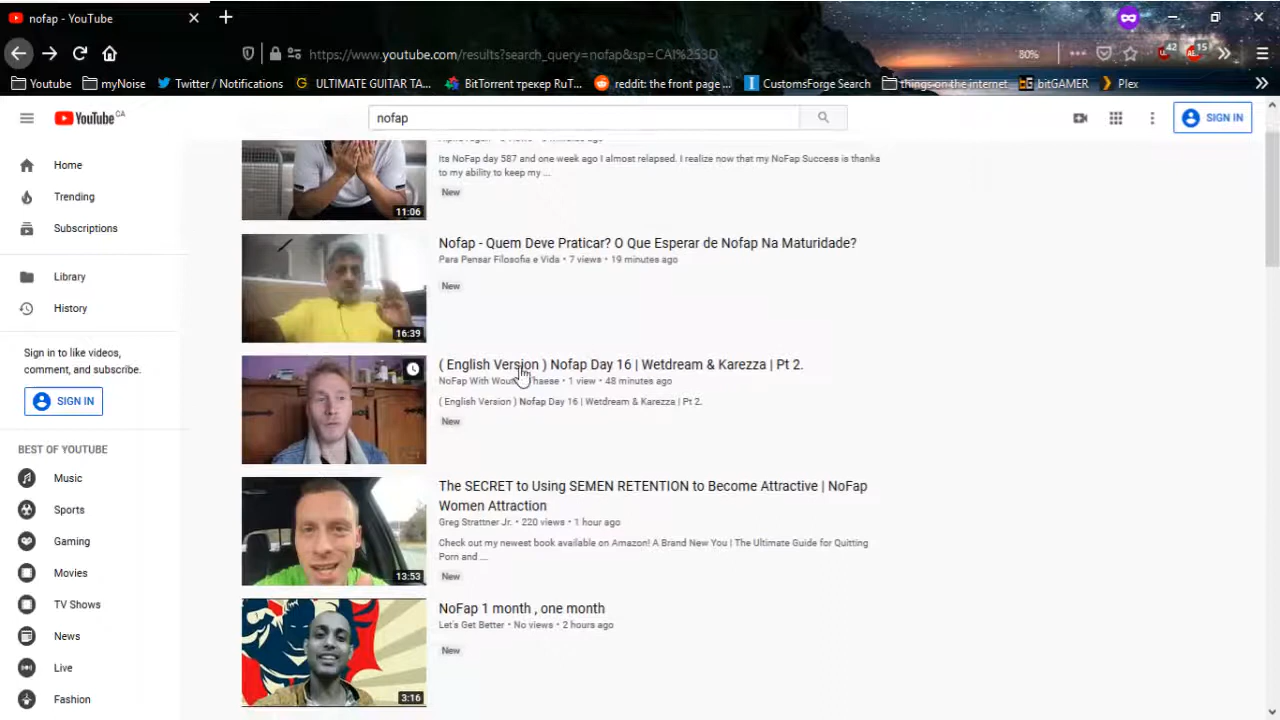 nofap - YouTube
https://www.youtube.com/results?search_query=nofap&sp=CAI%253D
80%
42
15
Youtube
myNoise
Twitter / Notifications
G ULTIMATE GUITAR TA...
BitTorrent трекер RuT...
reddit: the front page ...
CustomsForge Search
things on the internet
bitGAMER
Plex
YouTube CA
nofap
SIGN IN
Home
Trending
Subscriptions
Library
History
Sign in to like videos,
comment, and subscribe.
SIGN IN
BEST OF YOUTUBE
Music
Sports
Gaming
Movies
TV Shows
News
Live
Fashion
Its NoFap day 587 and one week ago I almost relapsed. I realize now that my NoFap Success is thanks
to my ability to keep my ...
New
11:06
Nofap - Quem Deve Praticar? O Que Esperar de Nofap Na Maturidade?
Para Pensar Filosofia e Vida • 7 views • 19 minutes ago
New
16:39
( English Version ) Nofap Day 16 | Wetdream & Karezza | Pt 2.
NoFap With • 1 view • 48 minutes ago
( English Version ) Nofap Day 16 | Wetdream & Karezza | Pt 2.
New
The SECRET to Using SEMEN RETENTION to Become Attractive | NoFap
Women Attraction
Greg Strattner Jr. • 220 views • 1 hour ago
Check out my newest book available on Amazon! A Brand New You | The Ultimate Guide for Quitting
Porn and ...
New
13:53
NoFap 1 month , one month
Let's Get Better • No views • 2 hours ago
New
3:16